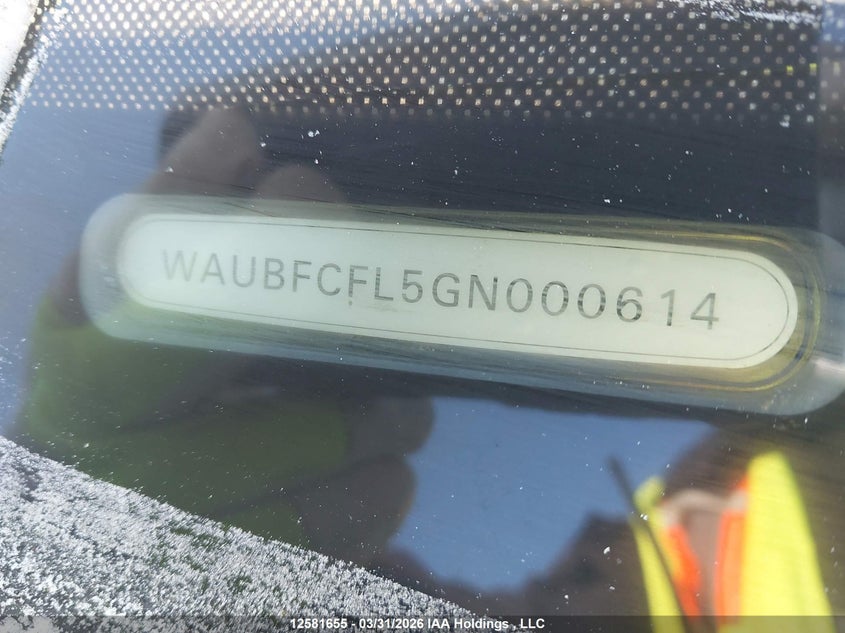 WAUBFCFL5GN000614
12581655 - 03/31/2026 IAA Holdings , LLC